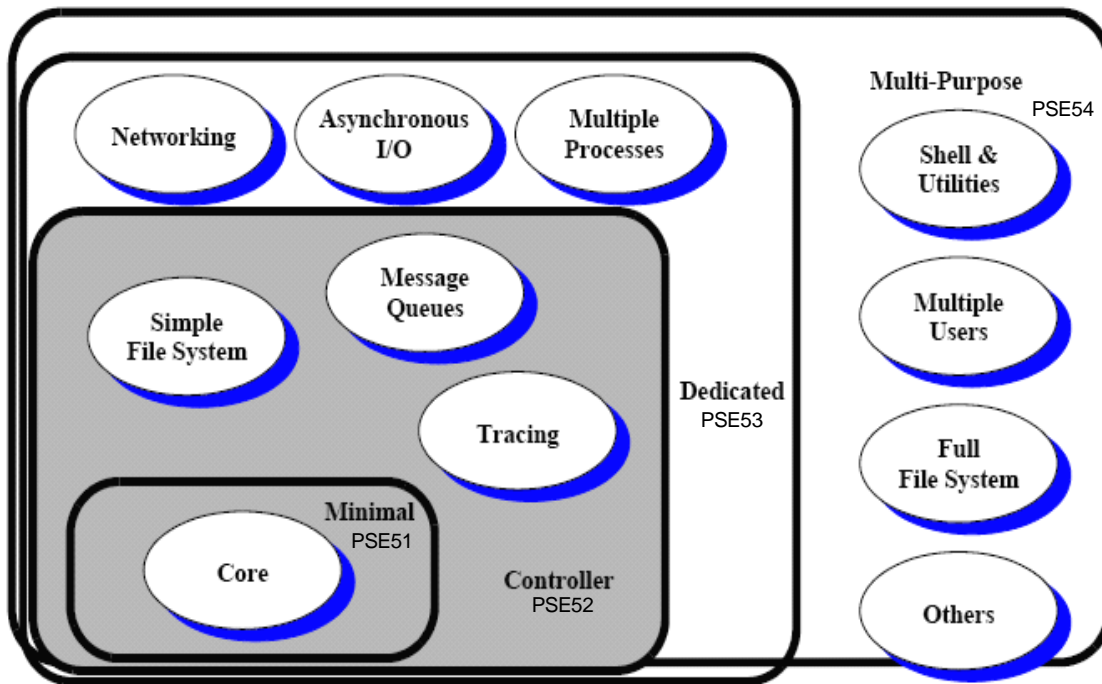 Multi-Purpose
PSE54
Networking
Asynchronous
I/O
Multiple
Processes
Shell &
Utilities
Message
Queues
Simple
File System
Multiple
Users
Dedicated
PSE53
Tracing
Full
File System
Minimal
PSE51
Core
Controller
PSE52
Others